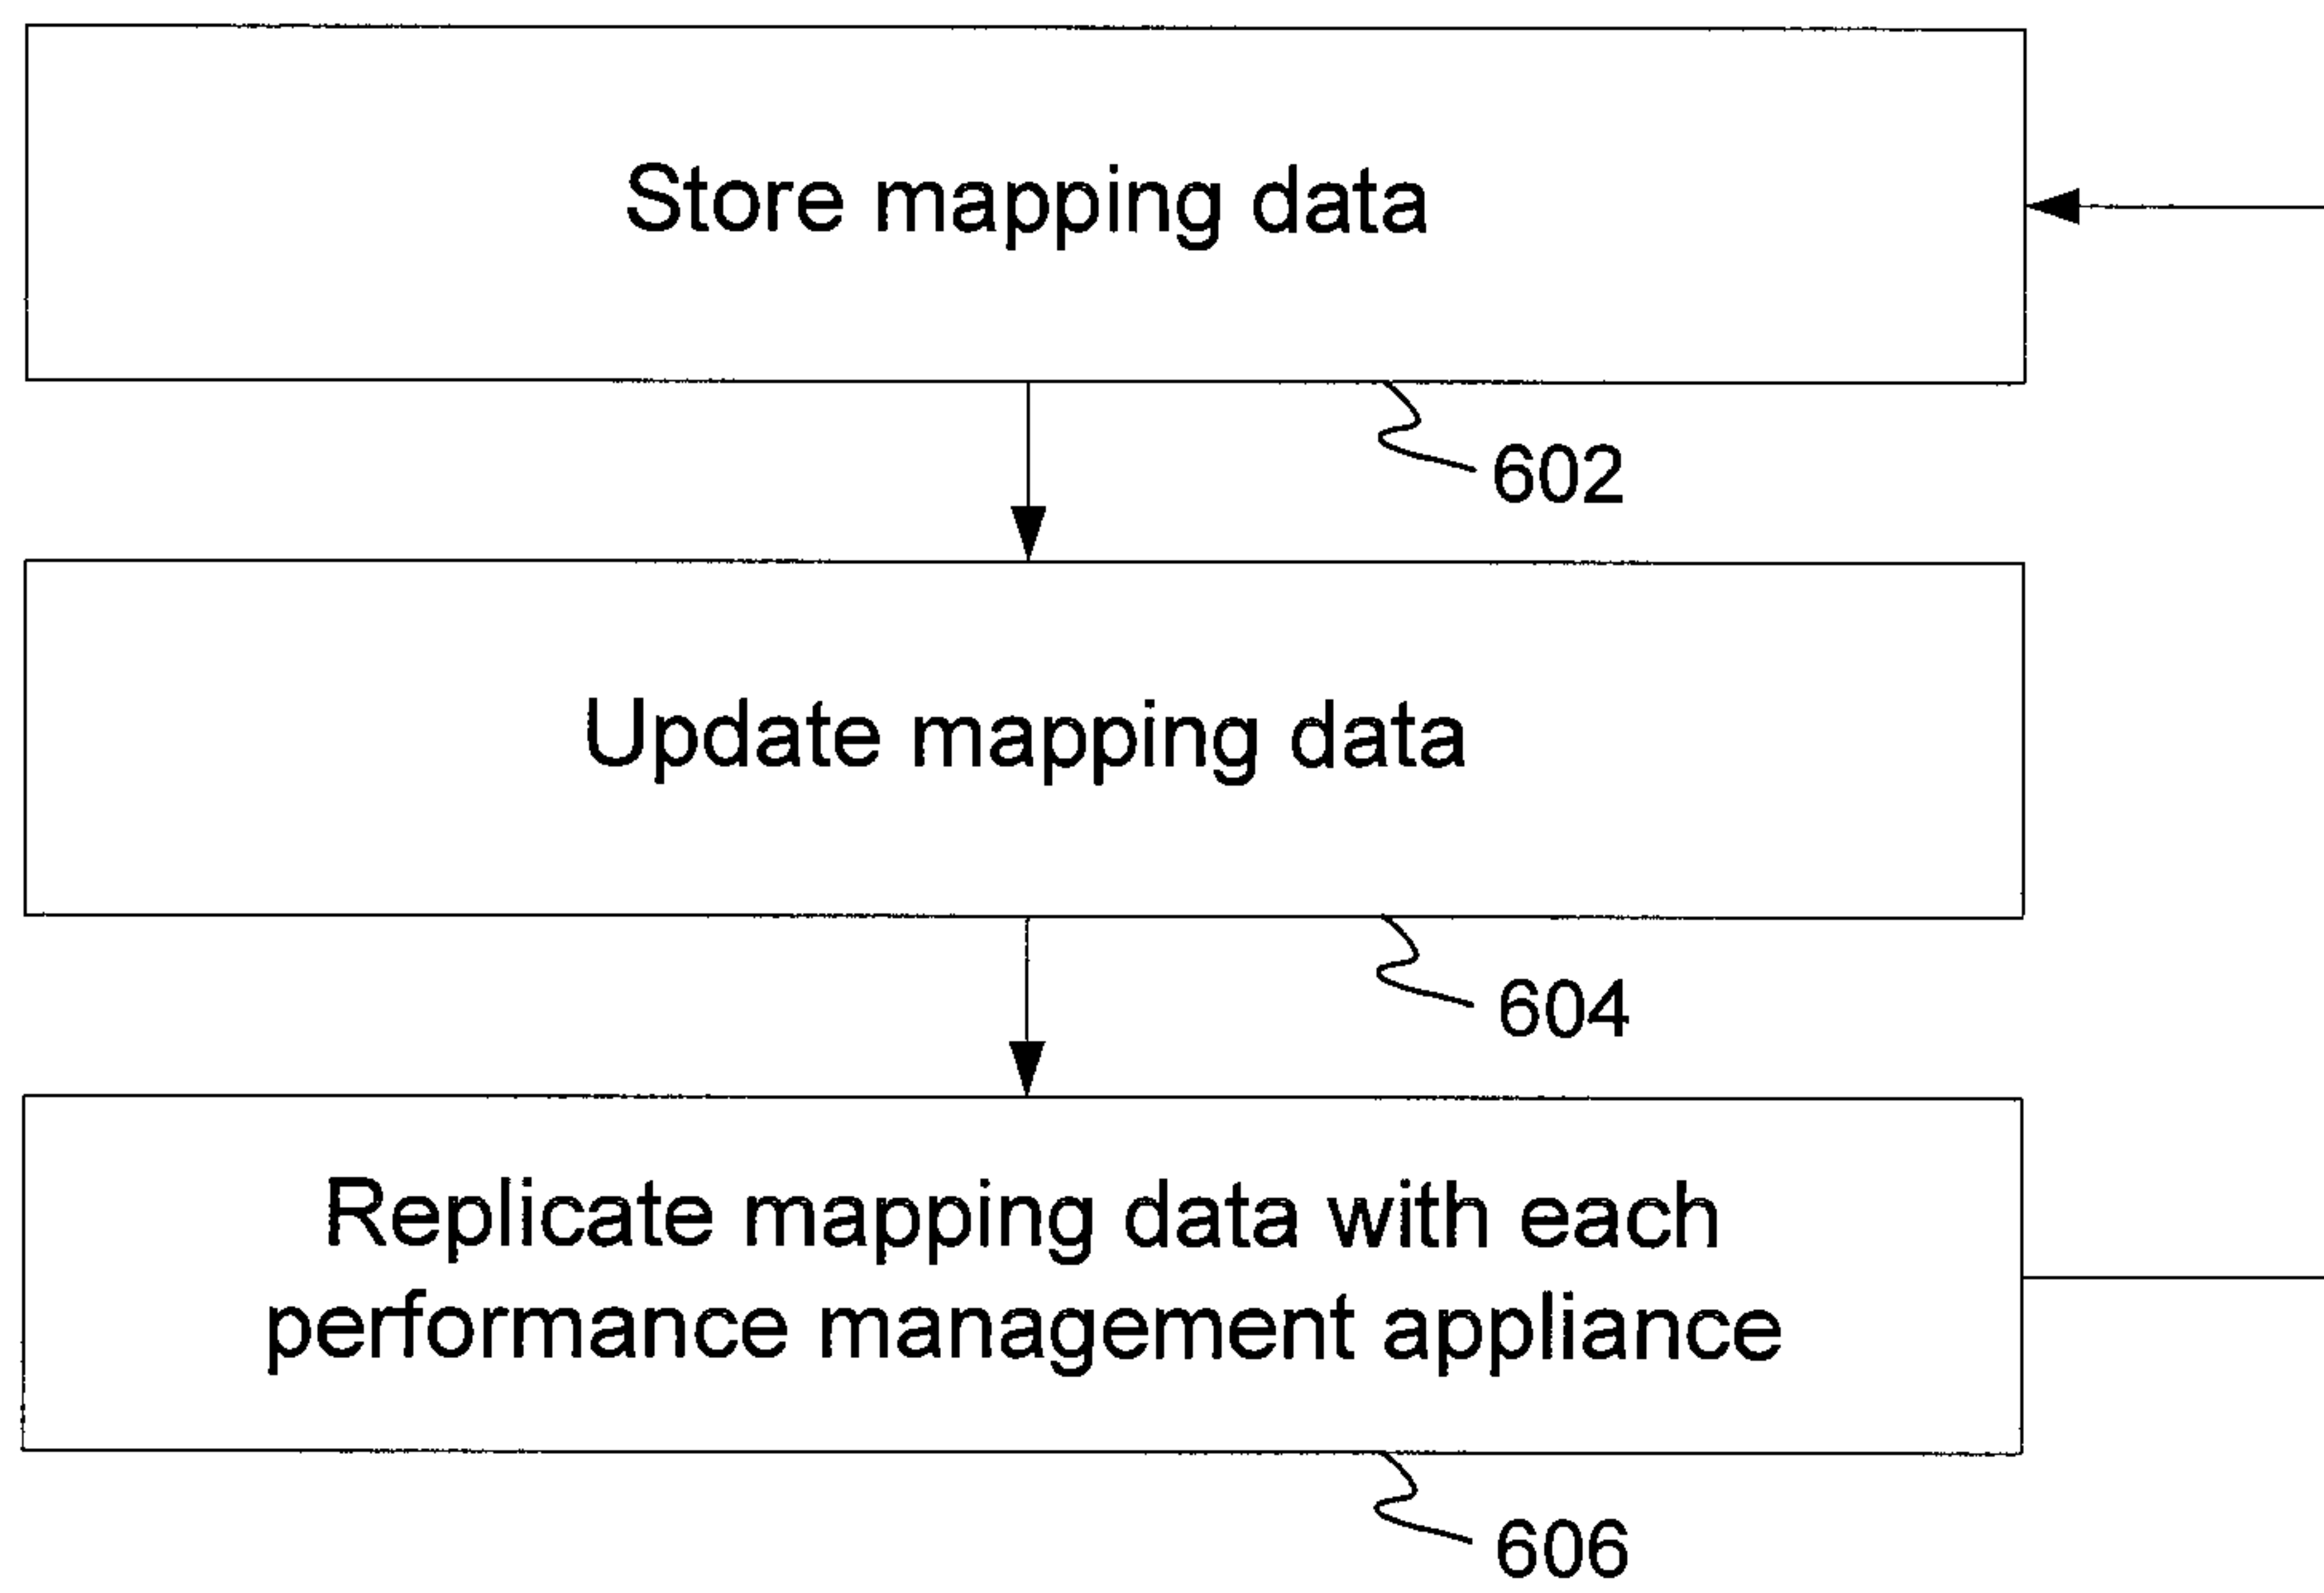 Store mapping data
602
Update mapping data
604
Replicate mapping data with each
performance management appliance
606